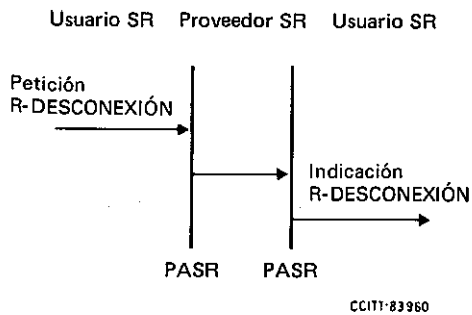 Usuario SR Proveedor SR Usuario SR
Petición
R-DESCONEXIÓN
Indicación
R-DESCONEXIÓN
PASR PASR
CCITT-83960